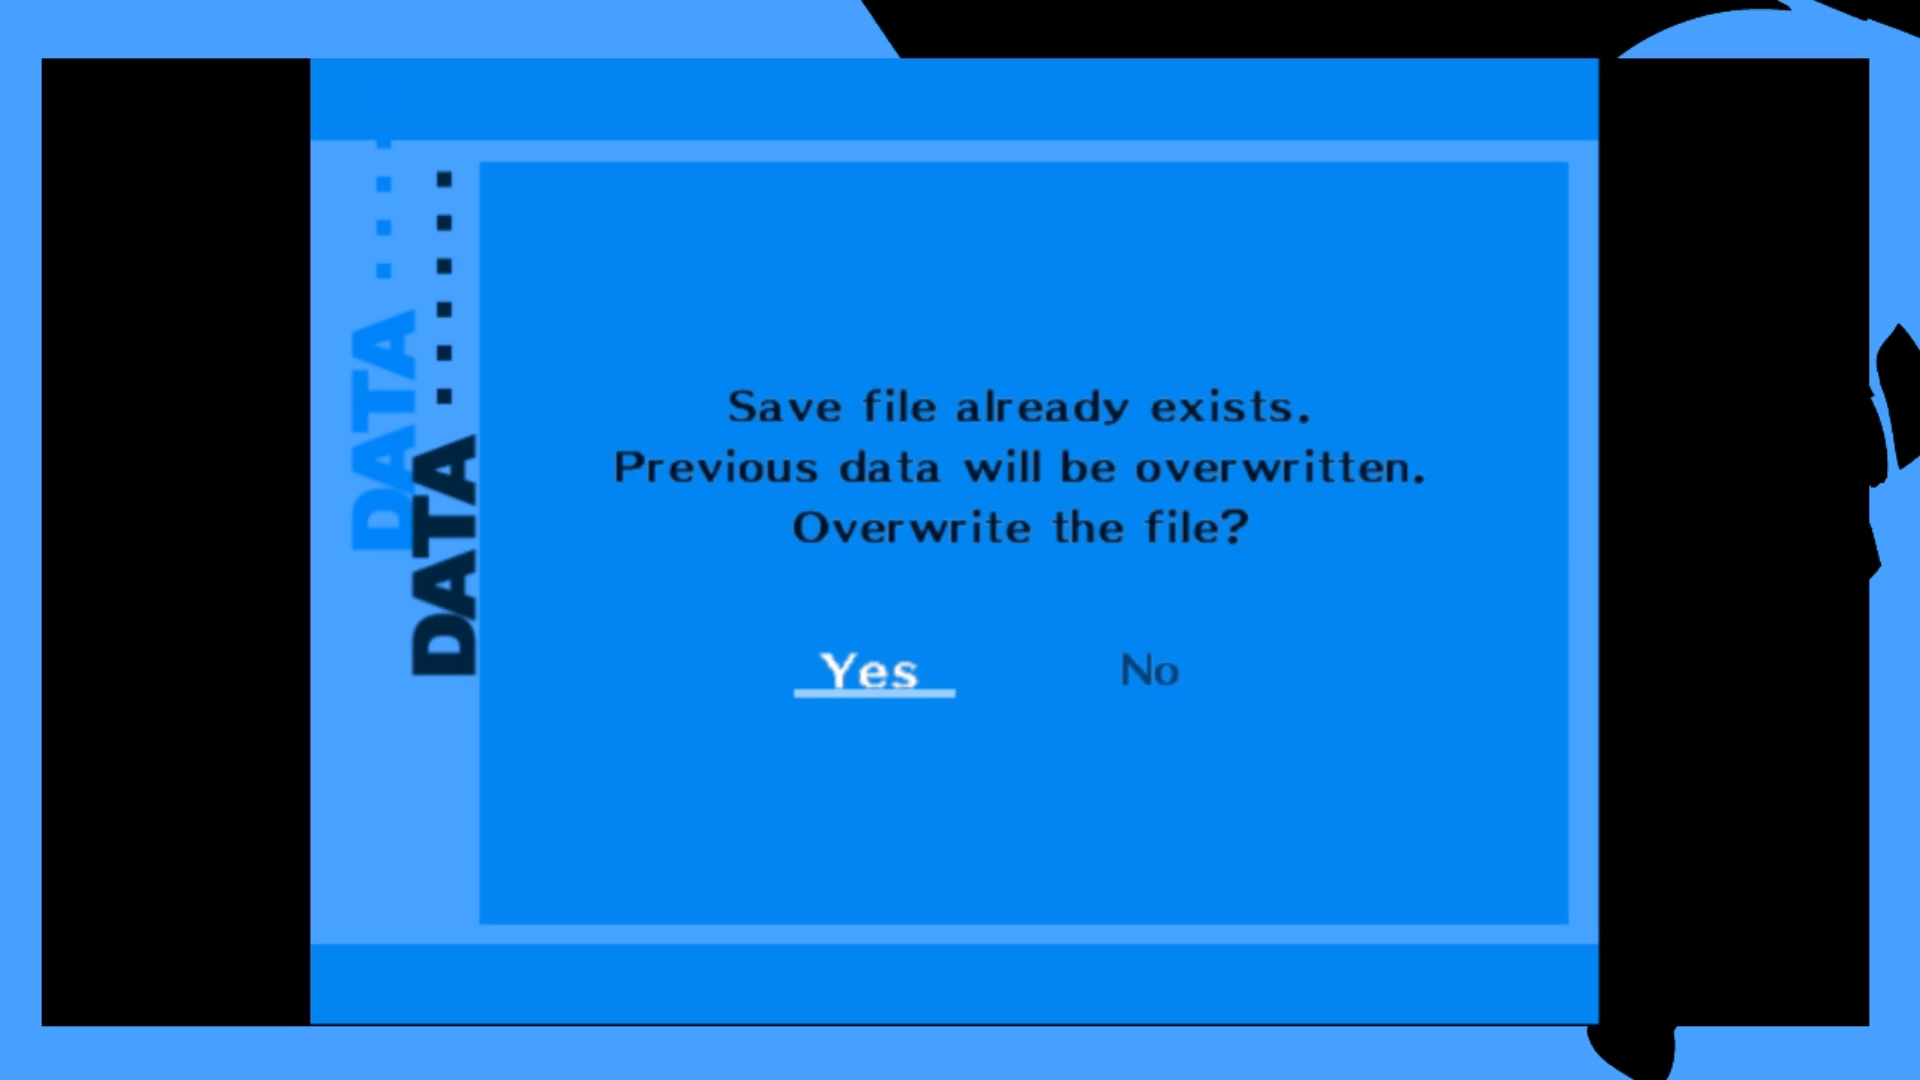 DATA
DATA
Save file already exists.
Previous data will be overwritten.
Overwrite the file?
Yes No